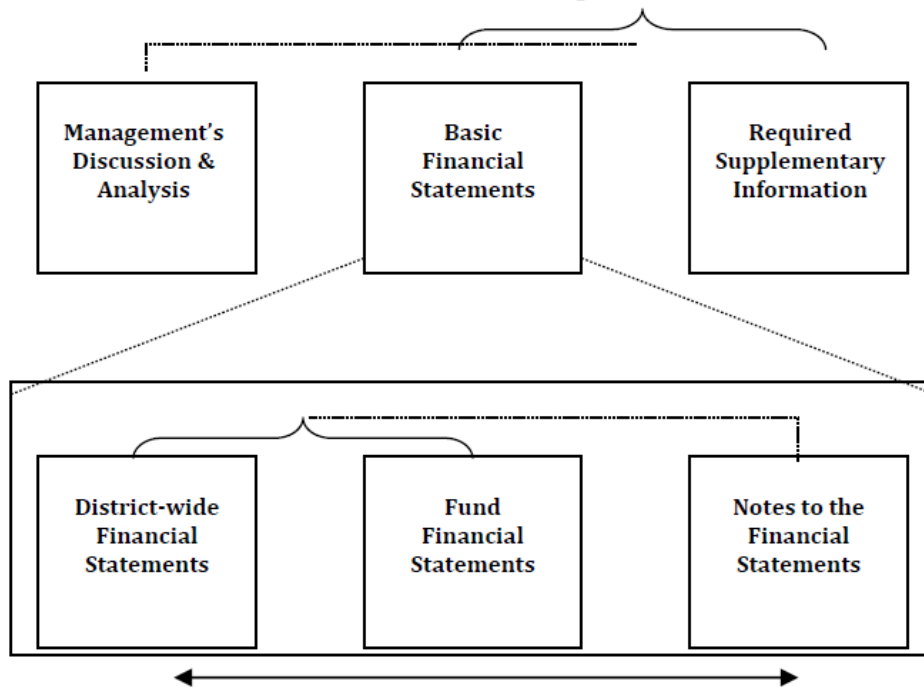 Management’s
Discussion &
Analysis
Basic
Financial
Statements
Required
Supplementary
Information
District-wide
Financial
Statements
Fund
Financial
Statements
Notes to the
Financial
Statements